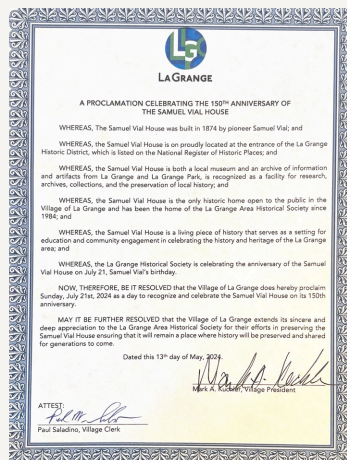 LG
LA GRANGE
A PROCLAMATION CELEBRATING THE 150TH ANNIVERSARY OF
THE SAMUEL VIAL HOUSE
WHEREAS, The Samuel Vial House was built in 1874 by pioneer Samuel Vial; and
WHEREAS, the Samuel Vial House is on proudly located at the entrance of the La Grange
Historic District, which is listed on the National Register of Historic Places; and
WHEREAS, the Samuel Vial House is both a local museum and an archive of information
and artifacts from La Grange and La Grange Park, is recognized as a facility for research,
archives, collections, and the preservation of local history; and
WHEREAS, the Samuel Vial House is the only historic home open to the public in the
Village of La Grange and has been the home of the La Grange Area Historical Society since
1984; and
WHEREAS, the Samuel Vial House is a living piece of history that serves as a setting for
education and community engagement in celebrating the history and heritage of the La Grange
area; and
WHEREAS, the La Grange Historical Society is celebrating the anniversary of the Samuel
Vial House on July 21, Samuel Vial's birthday.
NOW, THEREFORE, BE IT RESOLVED that the Village of La Grange does hereby proclaim
Sunday, July 21st, 2024 as a day to recognize and celebrate the Samuel Vial House on its 150th
anniversary.
MAY IT BE FURTHER RESOLVED that the Village of La Grange extends its sincere and
deep appreciation to the La Grange Area Historical Society for their efforts in preserving the
Samuel Vial House ensuring that it will remain a place where history will be preserved and shared
for generations to come.
Dated this 13th day of May, 2024.
Mark A. Kuchler, Village President
ATTEST:
Paul Saladino, Village Clerk